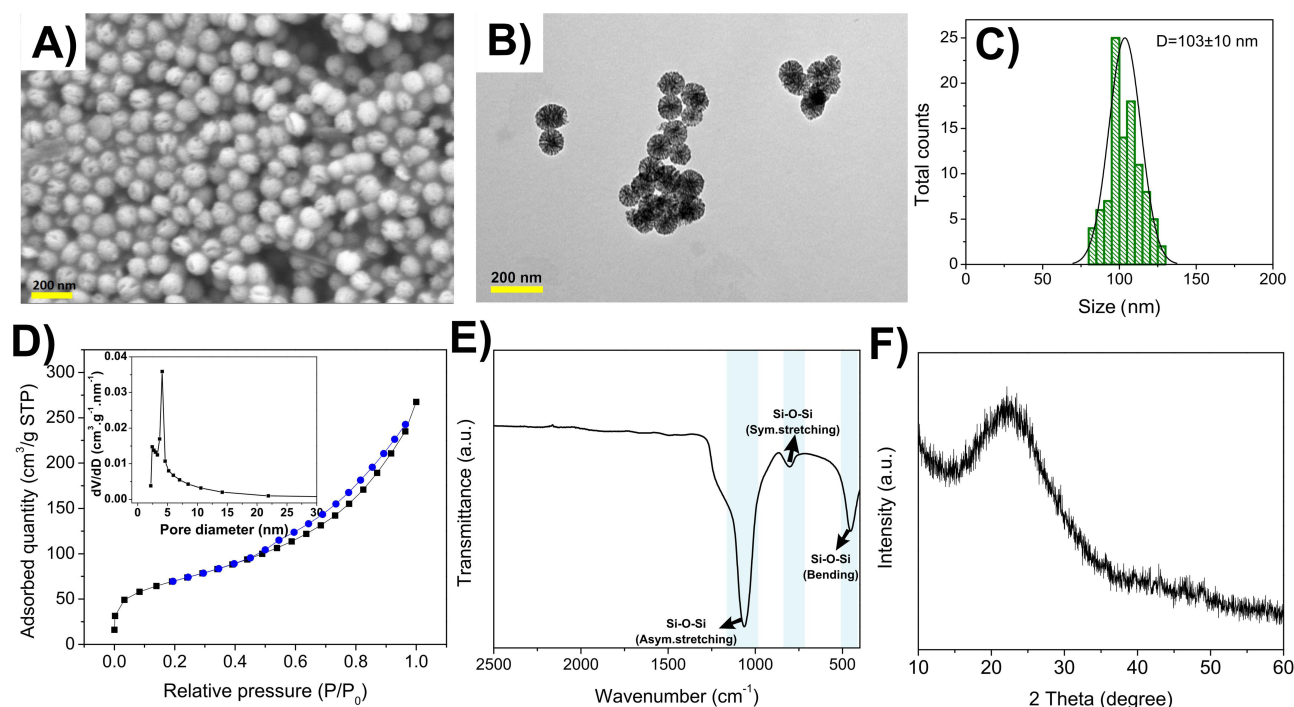 A)
200 nm
B)
200 nm
C)
D=103±10 nm
25
20
15
10
5
0
Total counts
0 50 100 150 200
Size (nm)
D)
300
250
200
150
100
50
0
Adsorbed quantity (cm³/g STP)
0.0 0.2 0.4 0.6 0.8 1.0
Relative pressure (P/P₀)
0.04
0.03
0.02
0.01
0.00
dV/dD (cm³.g⁻¹.nm⁻¹)
0 5 10 15 20 25 30
Pore diameter (nm)
E)
Transmittance (a.u.)
Si-O-Si
(Sym.stretching)
Si-O-Si
(Bending)
Si-O-Si
(Asym.stretching)
2500 2000 1500 1000 500
Wavenumber (cm⁻¹)
F)
Intensity (a.u.)
10 20 30 40 50 60
2 Theta (degree)